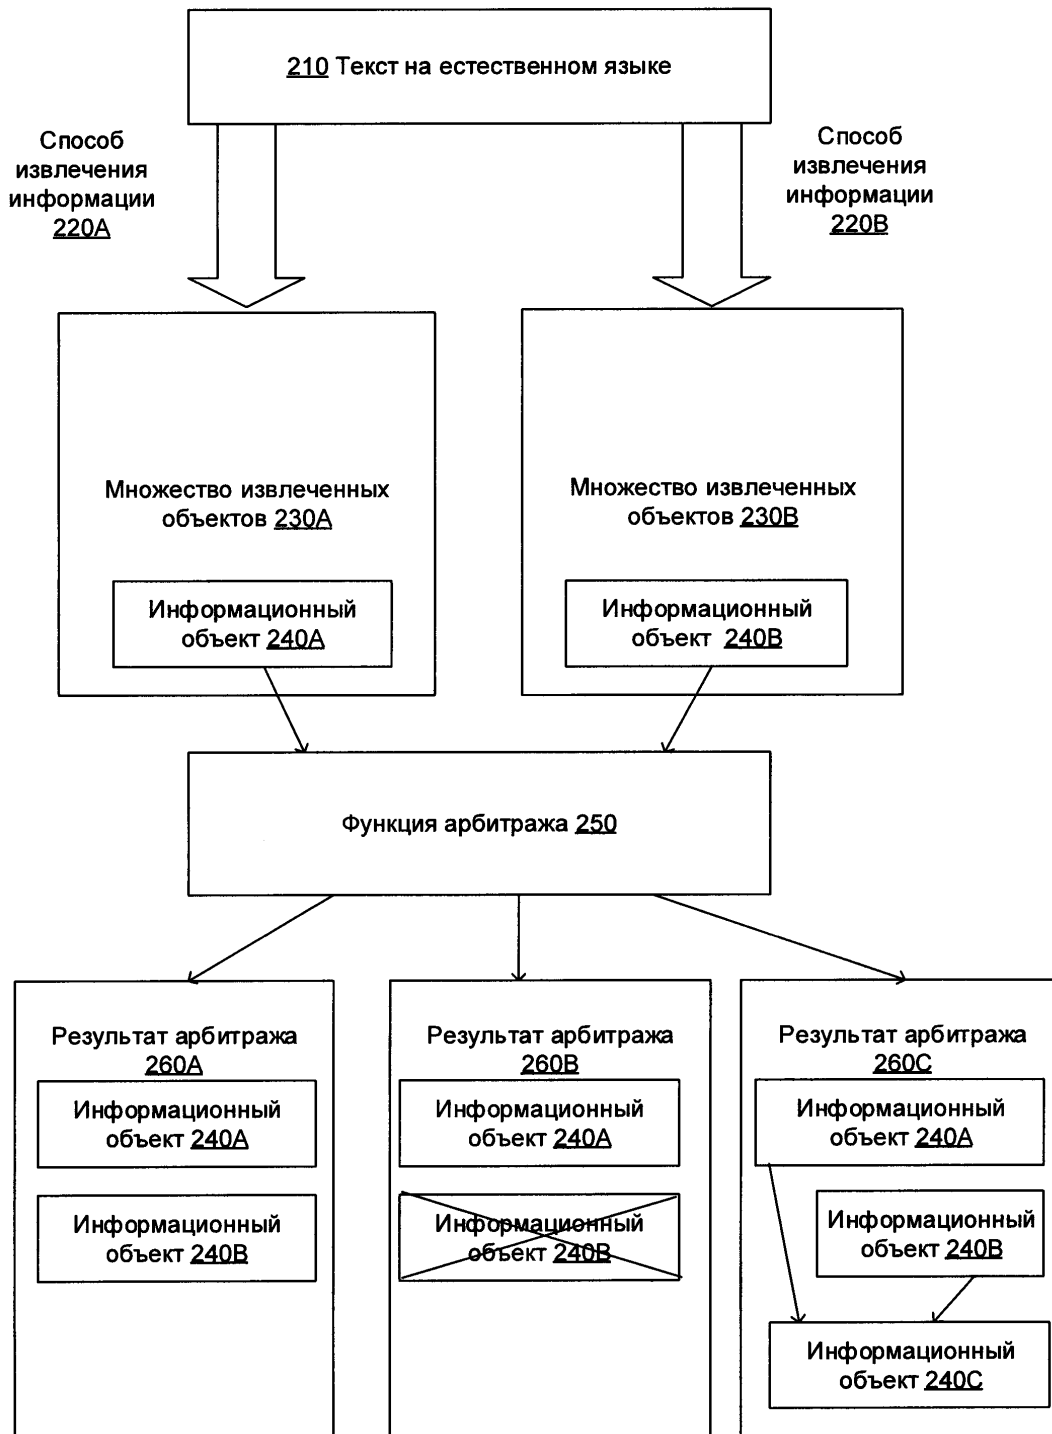 210 Текст на естественном языке
Способ
извлечения
информации
220A
Способ
извлечения
информации
220B
Множество извлеченных
объектов 230A
Множество извлеченных
объектов 230B
Информационный
объект 240A
Информационный
объект 240B
Функция арбитража 250
Результат арбитража
260A
Информационный
объект 240A
Информационный
объект 240B
Результат арбитража
260B
Информационный
объект 240A
Информационный
объект 240B
Результат арбитража
260C
Информационный
объект 240A
Информационный
объект 240B
Информационный
объект 240C